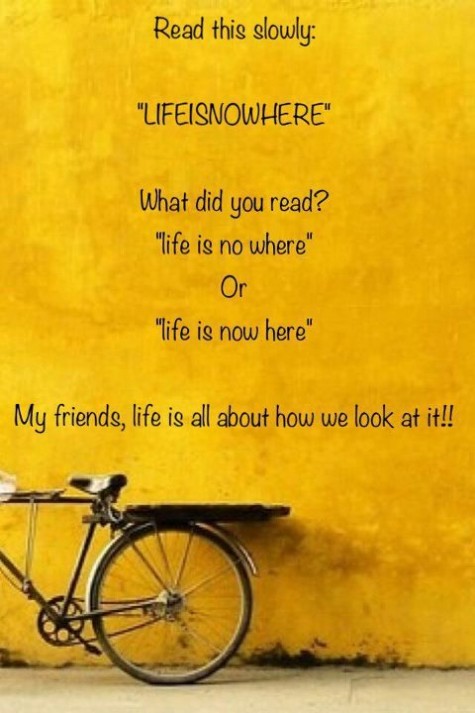 Read this slowly:
"LIFEISNOWHERE"
What did you read?
"life is no where"
Or
"life is now here"
My friends, life is all about how we look at it!!